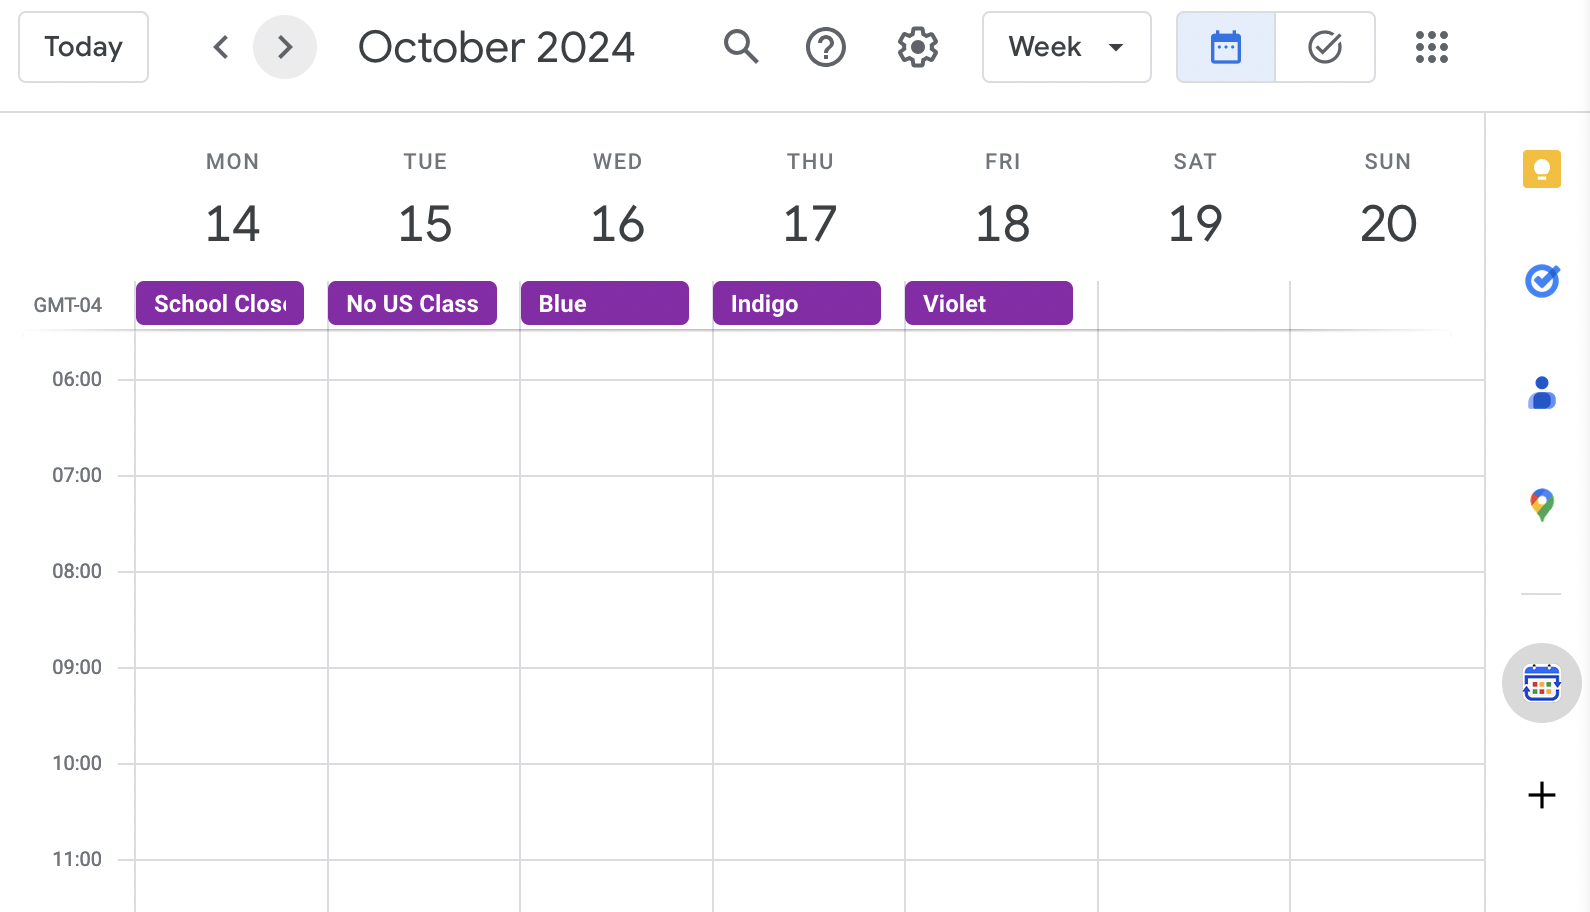 Today
October 2024
Week
MON TUE WED THU FRI SAT SUN
14 15 16 17 18 19 20
GMT-04
School Clos No US Class Blue Indigo Violet
06:00
07:00
08:00
09:00
10:00
11:00